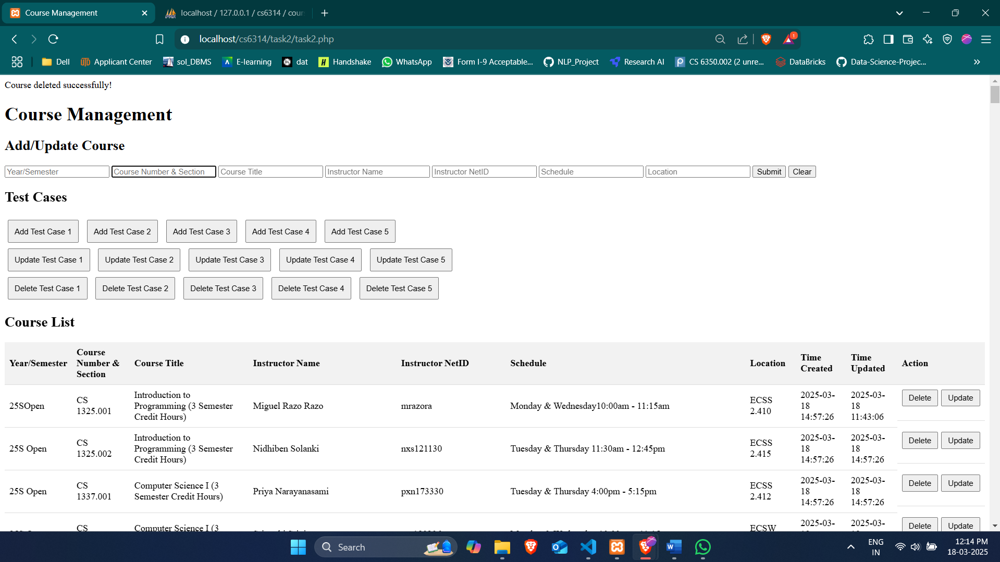 Course Management
localhost / 127.0.0.1 / cs6314 / cour
localhost/cs6314/task2/task2.php
1
Dell
Applicant Center
sol_DBMS
E-learning
dat
Handshake
WhatsApp
Form I-9 Acceptable...
NLP_Project
Research AI
CS 6350.002 (2 unre...
DataBricks
Data-Science-Projec...
Course deleted successfully!
Course Management
Add/Update Course
Year/Semester Course Number & Section Course Title Instructor Name Instructor NetID Schedule Location Submit Clear
Test Cases
Add Test Case 1 Add Test Case 2 Add Test Case 3 Add Test Case 4 Add Test Case 5
Update Test Case 1 Update Test Case 2 Update Test Case 3 Update Test Case 4 Update Test Case 5
Delete Test Case 1 Delete Test Case 2 Delete Test Case 3 Delete Test Case 4 Delete Test Case 5
Course List
Year/Semester
Course
Number &
Section
Course Title
Instructor Name
Instructor NetID
Schedule
Location
Time
Created
Time
Updated
Action
25SOpen
CS
1325.001
Introduction to
Programming (3 Semester
Credit Hours)
Miguel Razo Razo
mrazora
Monday & Wednesday10:00am - 11:15am
ECSS
2.410
2025-03-
18
14:57:26
2025-03-
18
11:43:06
Delete Update
25S Open
CS
1325.002
Introduction to
Programming (3 Semester
Credit Hours)
Nidhiben Solanki
nxs121130
Tuesday & Thursday 11:30am - 12:45pm
ECSS
2.415
2025-03-
18
14:57:26
2025-03-
18
14:57:26
Delete Update
25S Open
CS
1337.001
Computer Science I (3
Semester Credit Hours)
Priya Narayanasami
pxn173330
Tuesday & Thursday 4:00pm - 5:15pm
ECSS
2.412
2025-03-
18
14:57:26
2025-03-
18
14:57:26
Delete Update
CS
Computer Science I (3
ECSW
2025-03-
2025-03-
Delete Update
Search
ENG
IN
12:14 PM
18-03-2025